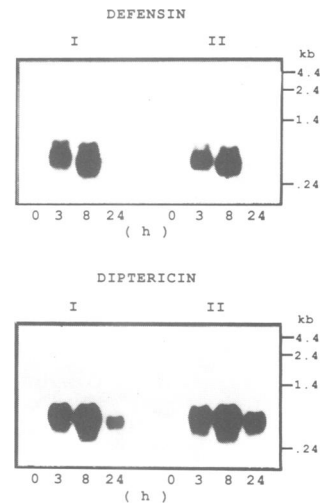 DEFENSIN
I II
kb
4.4
2.4
1.4
.24
0 3 8 24 0 3 8 24
( h )
DIPTERICIN
I II
kb
4.4
2.4
1.4
.24
0 3 8 24 0 3 8 24
( h )